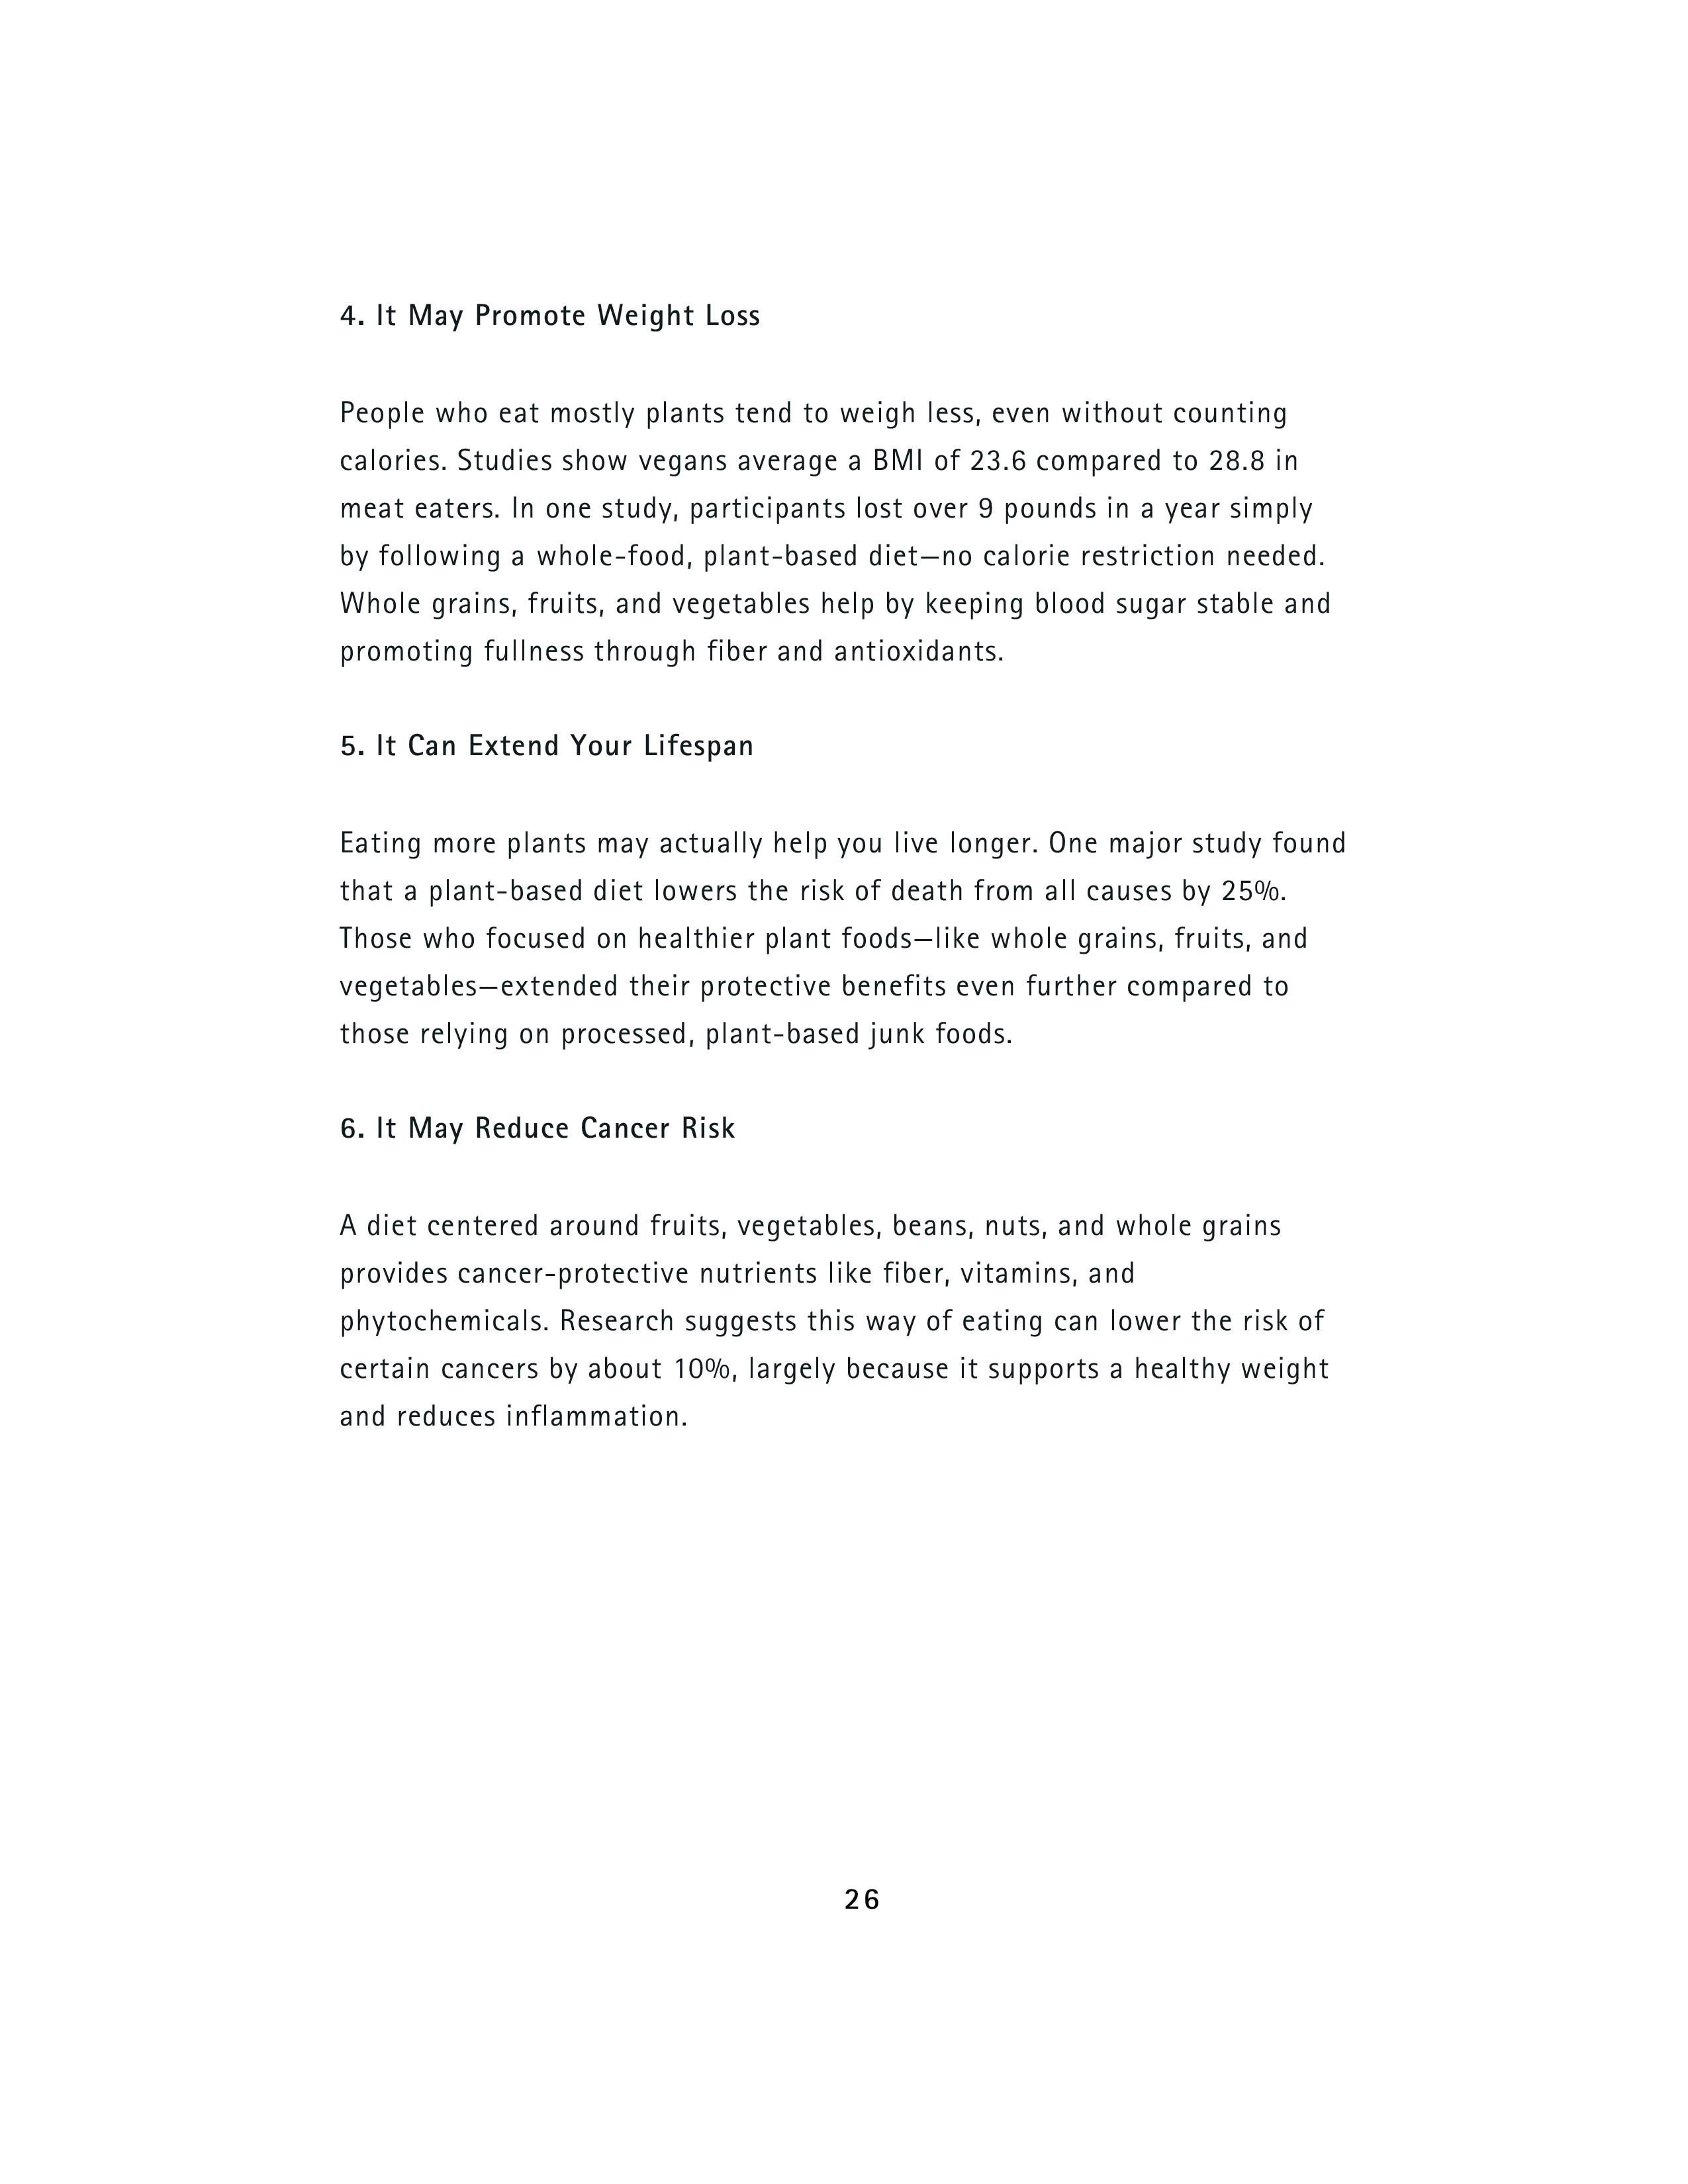 4. It May Promote Weight Loss
People who eat mostly plants tend to weigh less, even without counting
calories. Studies show vegans average a BMI of 23.6 compared to 28.8 in
meat eaters. In one study, participants lost over 9 pounds in a year simply
by following a whole-food, plant-based diet—no calorie restriction needed.
Whole grains, fruits, and vegetables help by keeping blood sugar stable and
promoting fullness through fiber and antioxidants.
5. It Can Extend Your Lifespan
Eating more plants may actually help you live longer. One major study found
that a plant-based diet lowers the risk of death from all causes by 25%.
Those who focused on healthier plant foods—like whole grains, fruits, and
vegetables—extended their protective benefits even further compared to
those relying on processed, plant-based junk foods.
6. It May Reduce Cancer Risk
A diet centered around fruits, vegetables, beans, nuts, and whole grains
provides cancer-protective nutrients like fiber, vitamins, and
phytochemicals. Research suggests this way of eating can lower the risk of
certain cancers by about 10%, largely because it supports a healthy weight
and reduces inflammation.
26